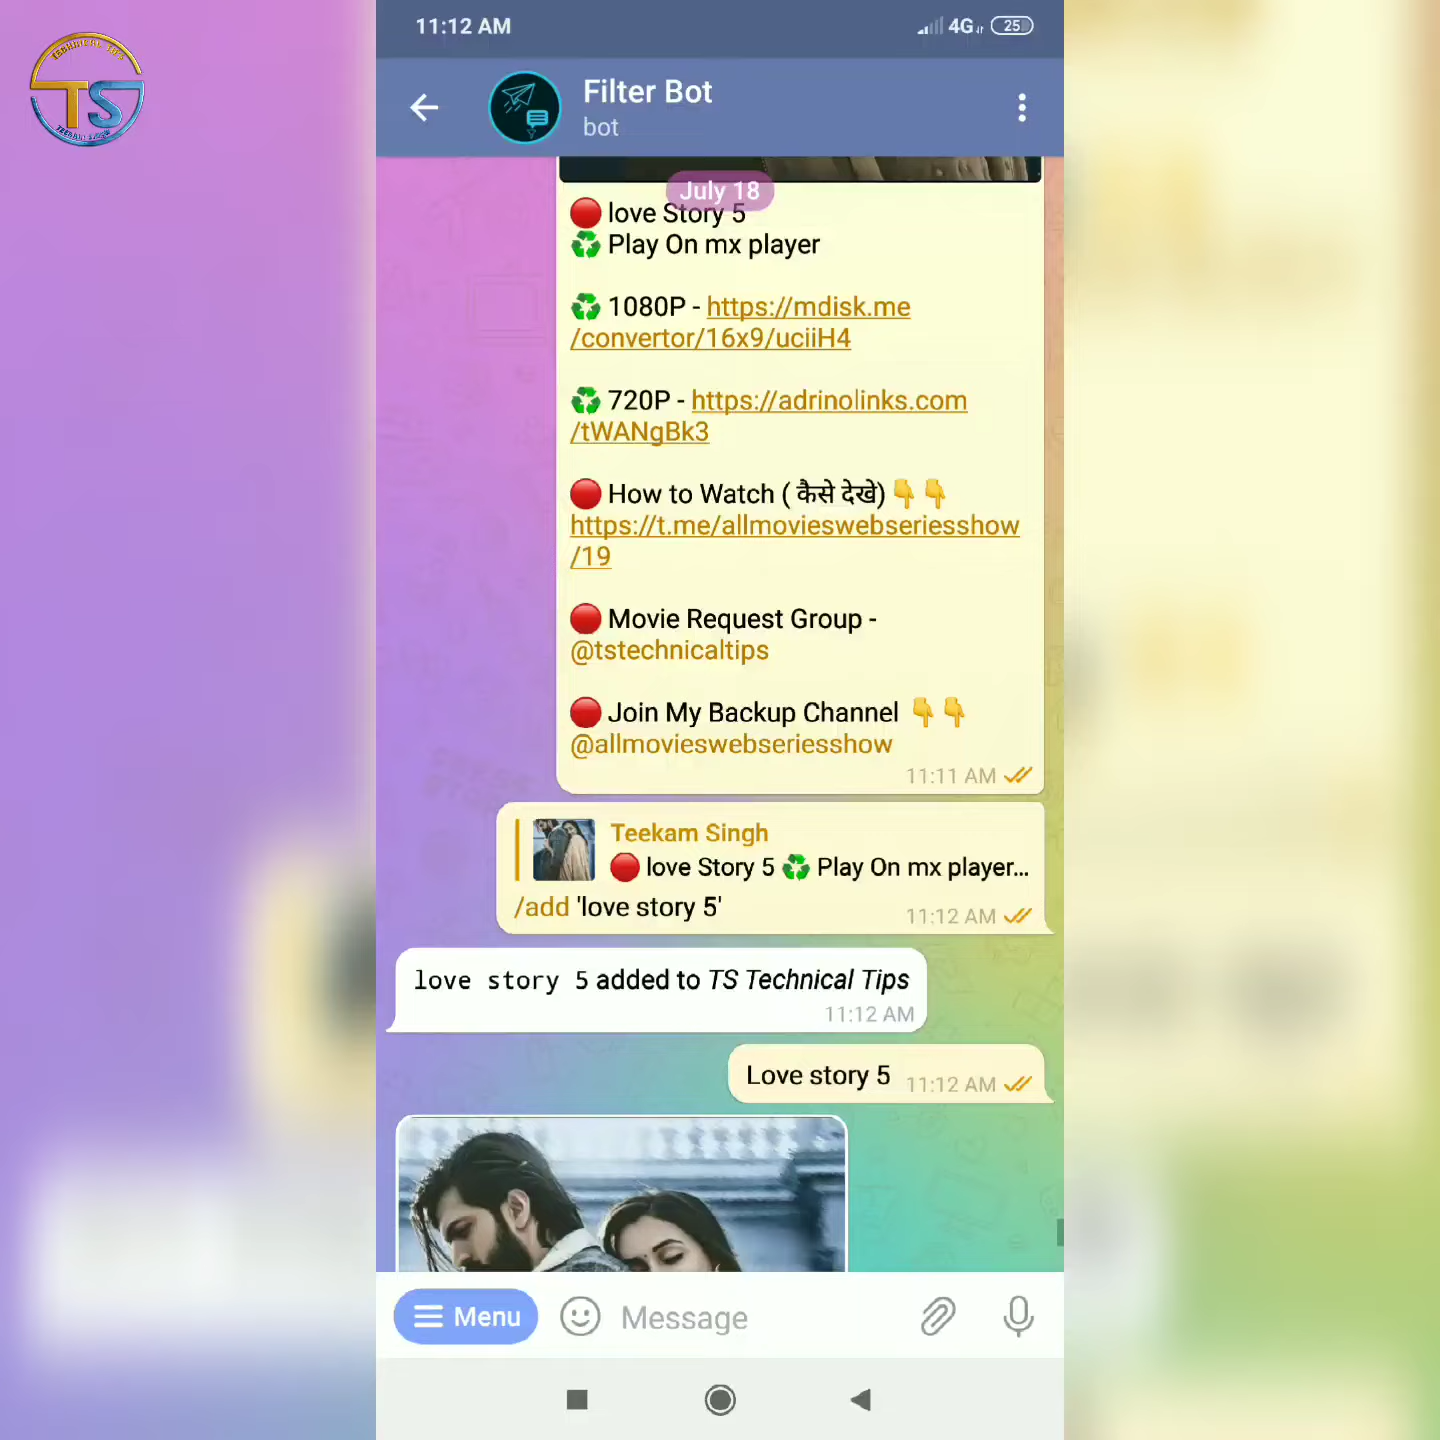 TECHNICAL TIPS
TS
11:12 AM
4G
25
Filter Bot
bot
July 18
🔴 love Story 5
♻️ Play On mx player
♻️ 1080P - https://mdisk.me
/convertor/16x9/uciiH4
♻️ 720P - https://adrinolinks.com
/tWANgBk3
🔴 How to Watch ( कैसे देखे) 👇👇
https://t.me/allmovieswebseriesshow
/19
🔴 Movie Request Group -
@tstechnicaltips
🔴 Join My Backup Channel 👇👇
@allmovieswebseriesshow
11:11 AM
Teekam Singh
🔴 love Story 5 ♻️ Play On mx player...
/add 'love story 5'
11:12 AM
love story 5 added to TS Technical Tips
11:12 AM
Love story 5
11:12 AM
Menu
Message